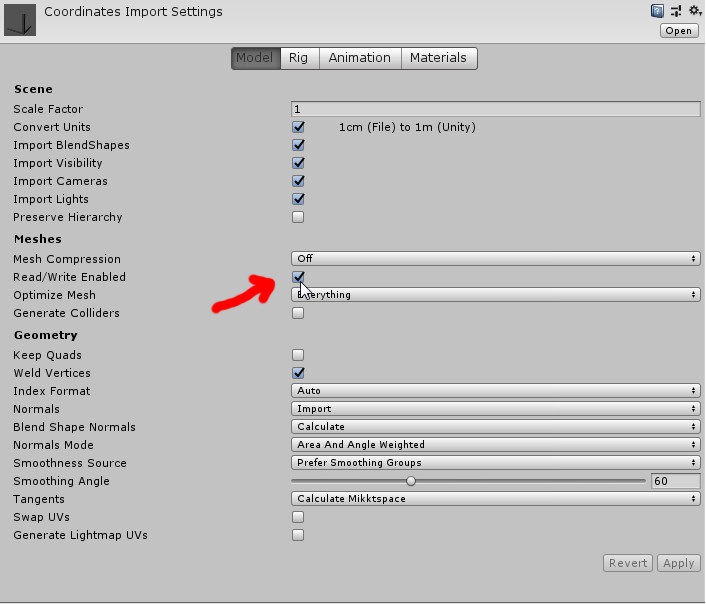 Coordinates Import Settings
Open
Model Rig Animation Materials
Scene
Scale Factor 1
Convert Units 1cm (File) to 1m (Unity)
Import BlendShapes
Import Visibility
Import Cameras
Import Lights
Preserve Hierarchy
Meshes
Mesh Compression Off
Read/Write Enabled
Optimize Mesh Everything
Generate Colliders
Geometry
Keep Quads
Weld Vertices
Index Format Auto
Normals Import
Blend Shape Normals Calculate
Normals Mode Area And Angle Weighted
Smoothness Source Prefer Smoothing Groups
Smoothing Angle 60
Tangents Calculate Mikktspace
Swap UVs
Generate Lightmap UVs
Revert Apply